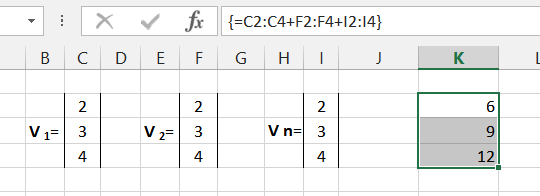 fx {=C2:C4+F2:F4+I2:I4}
B C D E F G H I J K
2 2 2 6
V 1= 3 V 2= 3 V n= 3 9
4 4 4 12